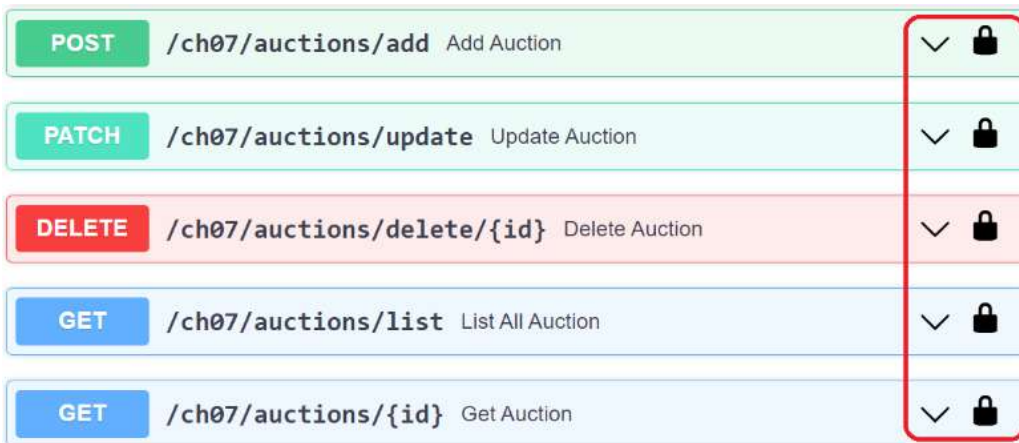 POST /ch07/auctions/add Add Auction
PATCH /ch07/auctions/update Update Auction
DELETE /ch07/auctions/delete/{id} Delete Auction
GET /ch07/auctions/list List All Auction
GET /ch07/auctions/{id} Get Auction